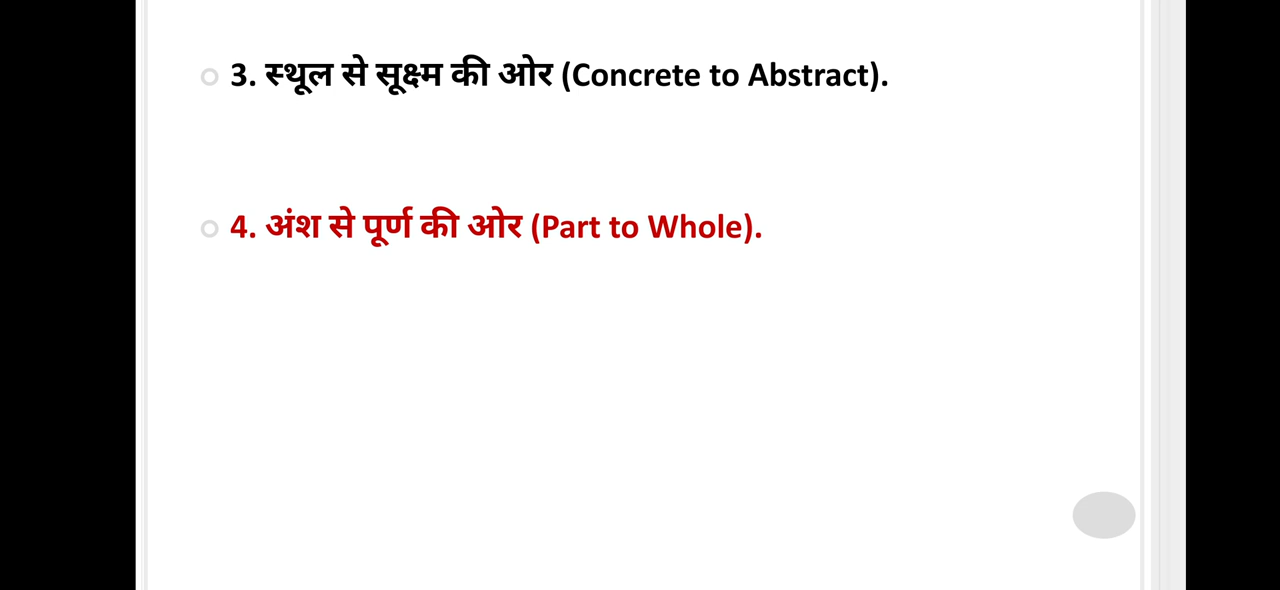 3. स्थूल से सूक्ष्म की ओर (Concrete to Abstract).
4. अंश से पूर्ण की ओर (Part to Whole).